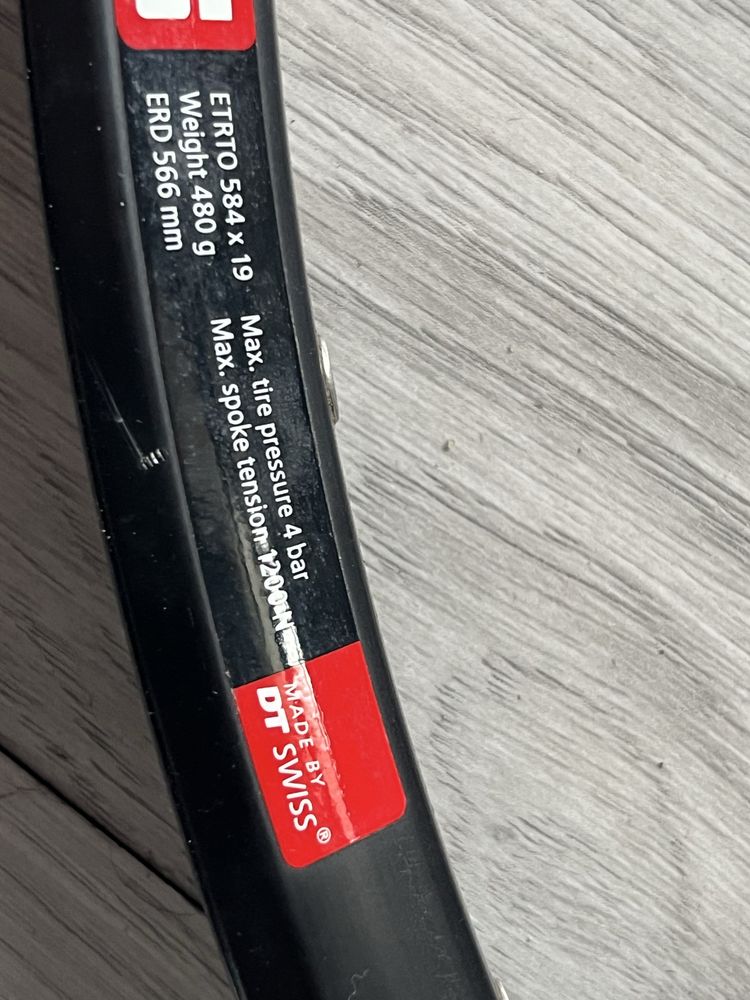 ETRTO 584 x 19
Weight 480 g
ERD 566 mm
Max. tire pressure 4 bar
Max. spoke tension 1200 N
MADE BY
DT SWISS®